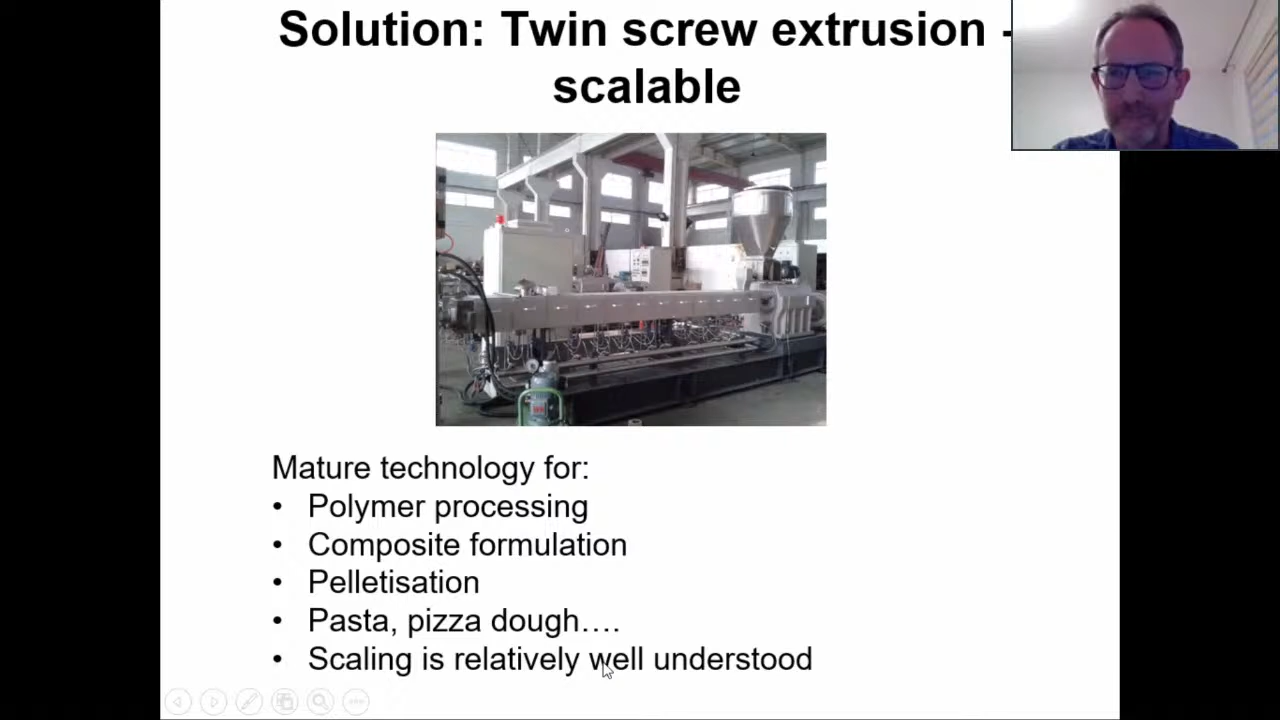 Solution: Twin screw extrusion -
scalable
Mature technology for:
• Polymer processing
• Composite formulation
• Pelletisation
• Pasta, pizza dough….
• Scaling is relatively well understood